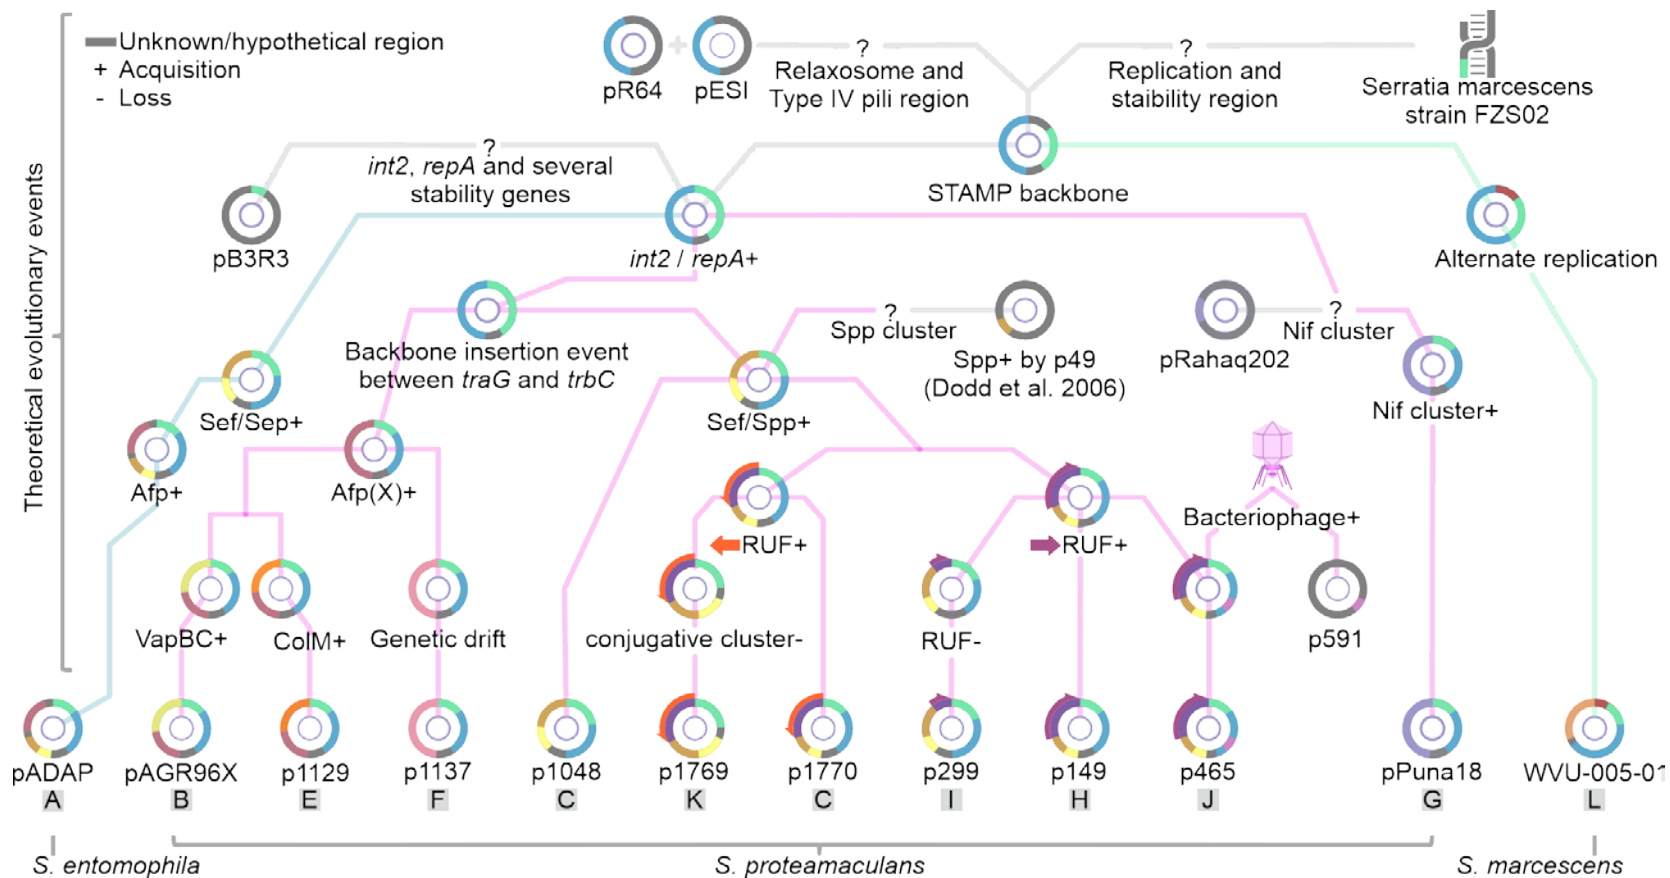 Unknown/hypothetical region
+ Acquisition
- Loss
Theoretical evolutionary events
pR64
+
pESI
?
Relaxosome and
Type IV pili region
?
Replication and
staibility region
Serratia marcescens
strain FZS02
?
int2, repA and several
stability genes
STAMP backbone
pB3R3
int2 / repA+
Alternate replication
Backbone insertion event
between traG and trbC
?
Spp cluster
Spp+ by p49
(Dodd et al. 2006)
pRahaq202
?
Nif cluster
Nif cluster+
Sef/Sep+
Sef/Spp+
Afp+
Afp(X)+
Bacteriophage+
RUF+
RUF+
VapBC+
ColM+
Genetic drift
conjugative cluster-
RUF-
p591
pADAP
pAGR96X
p1129
p1137
p1048
p1769
p1770
p299
p149
p465
pPuna18
WVU-005-01
A
B
E
F
C
K
C
I
H
J
G
L
S. entomophila
S. proteamaculans
S. marcescens